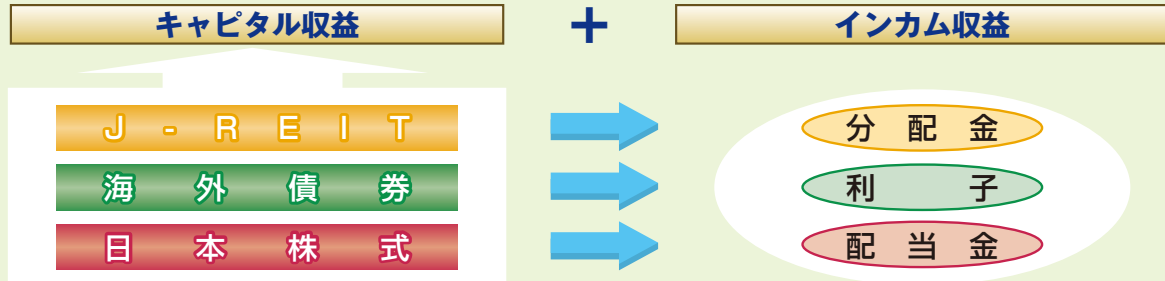 キャピタル収益 + インカム収益
J-REIT 分配金
海外債券 利子
日本株式 配当金